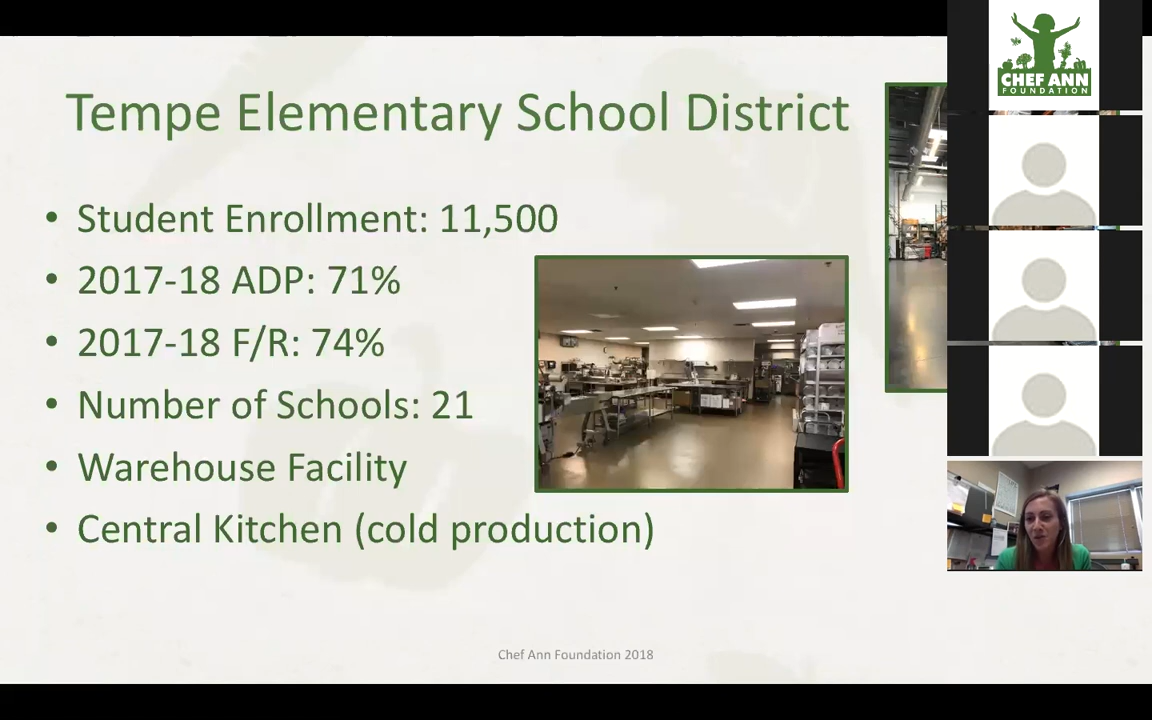 Tempe Elementary School District
• Student Enrollment: 11,500
• 2017-18 ADP: 71%
• 2017-18 F/R: 74%
• Number of Schools: 21
• Warehouse Facility
• Central Kitchen (cold production)
Chef Ann Foundation 2018
CHEF ANN
FOUNDATION